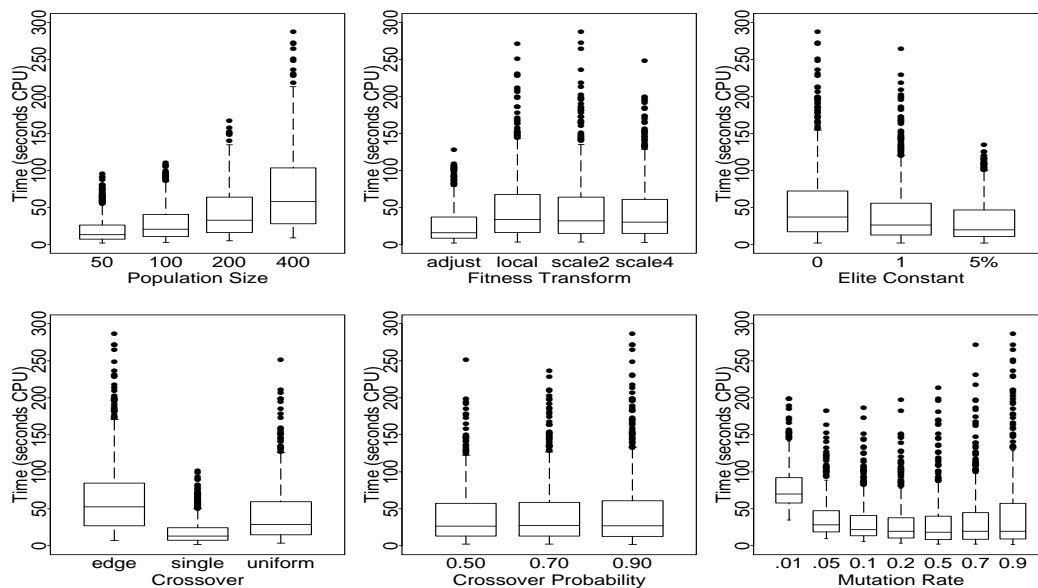 Time (seconds CPU)
0 50 100 150 200 250 300
50 100 200 400
Population Size
Time (seconds CPU)
0 50 100 150 200 250 300
adjust local scale2 scale4
Fitness Transform
Time (seconds CPU)
0 50 100 150 200 250 300
0 1 5%
Elite Constant
Time (seconds CPU)
0 50 100 150 200 250 300
edge single uniform
Crossover
Time (seconds CPU)
0 50 100 150 200 250 300
0.50 0.70 0.90
Crossover Probability
Time (seconds CPU)
0 50 100 150 200 250 300
.01 .05 0.1 0.2 0.5 0.7 0.9
Mutation Rate